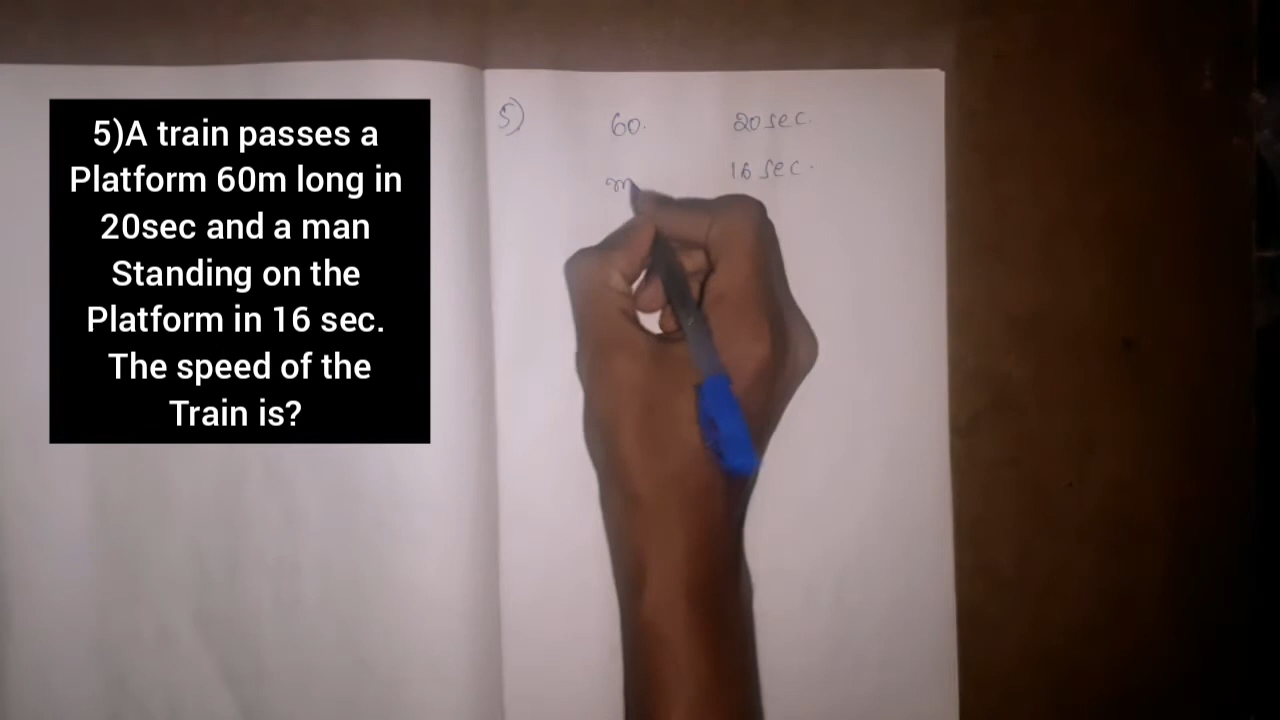 5)A train passes a
Platform 60m long in
20sec and a man
Standing on the
Platform in 16 sec.
The speed of the
Train is?
5) 60. 20 sec.
m 16 sec.